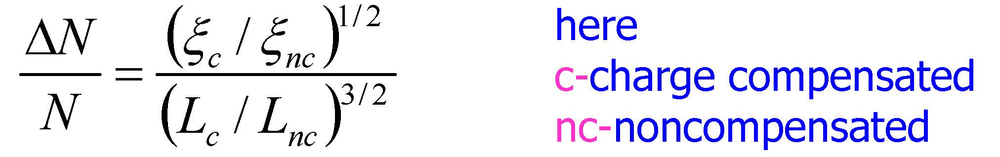 ΔN/N = (ξ_c / ξ_nc)^1/2 / (L_c / L_nc)^3/2
here
c-charge compensated
nc-noncompensated